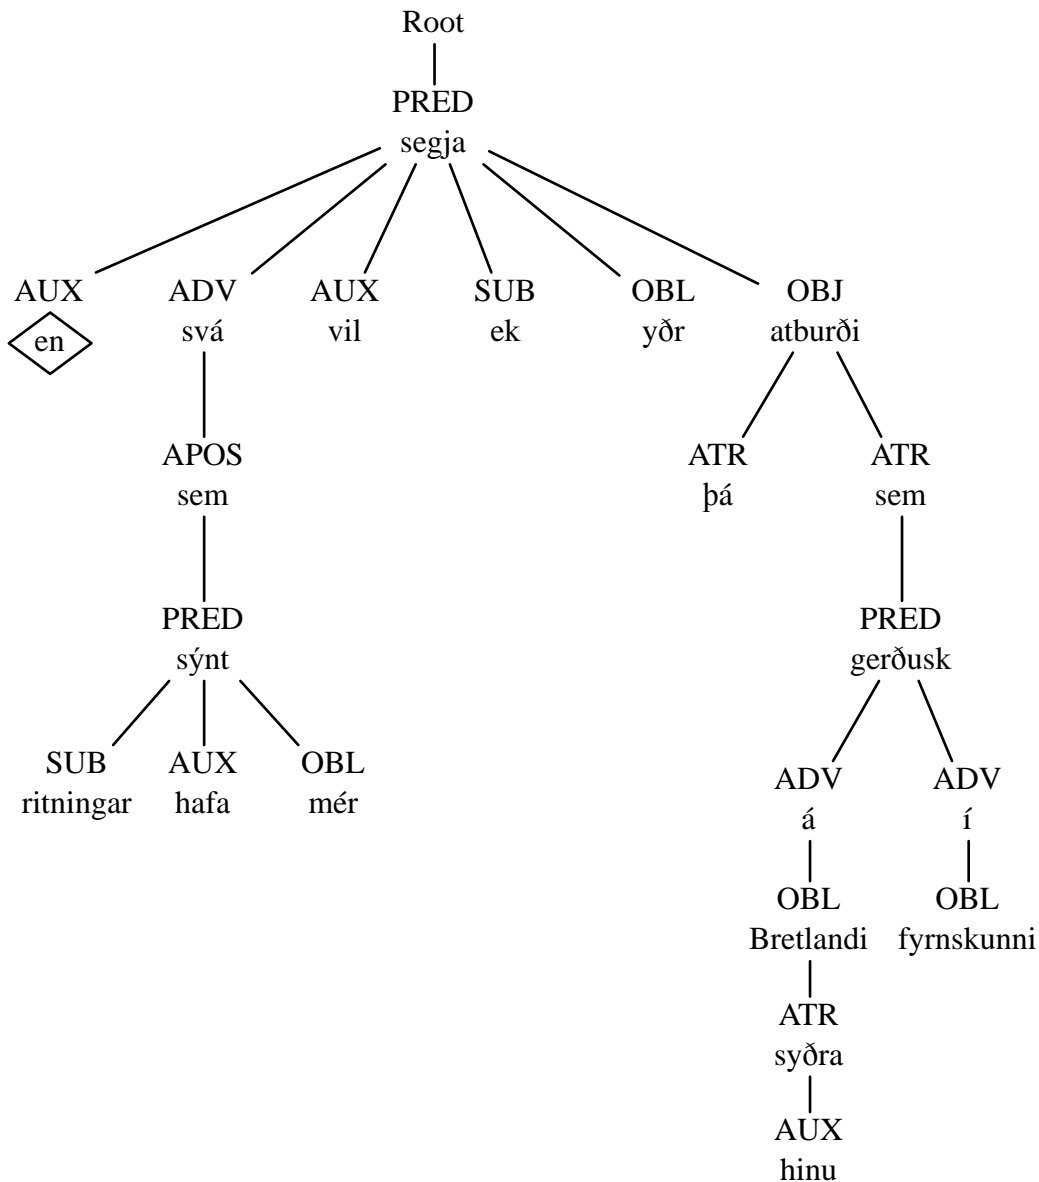 Root
PRED
segja
AUX ADV AUX SUB OBL OBJ
en svá vil ek yðr atburði
APOS ATR ATR
sem þá sem
PRED PRED
sýnt gerðusk
SUB AUX OBL ADV ADV
ritningar hafa mér á í
OBL OBL
Bretlandi fyrnskunni
ATR
syðra
AUX
hinu